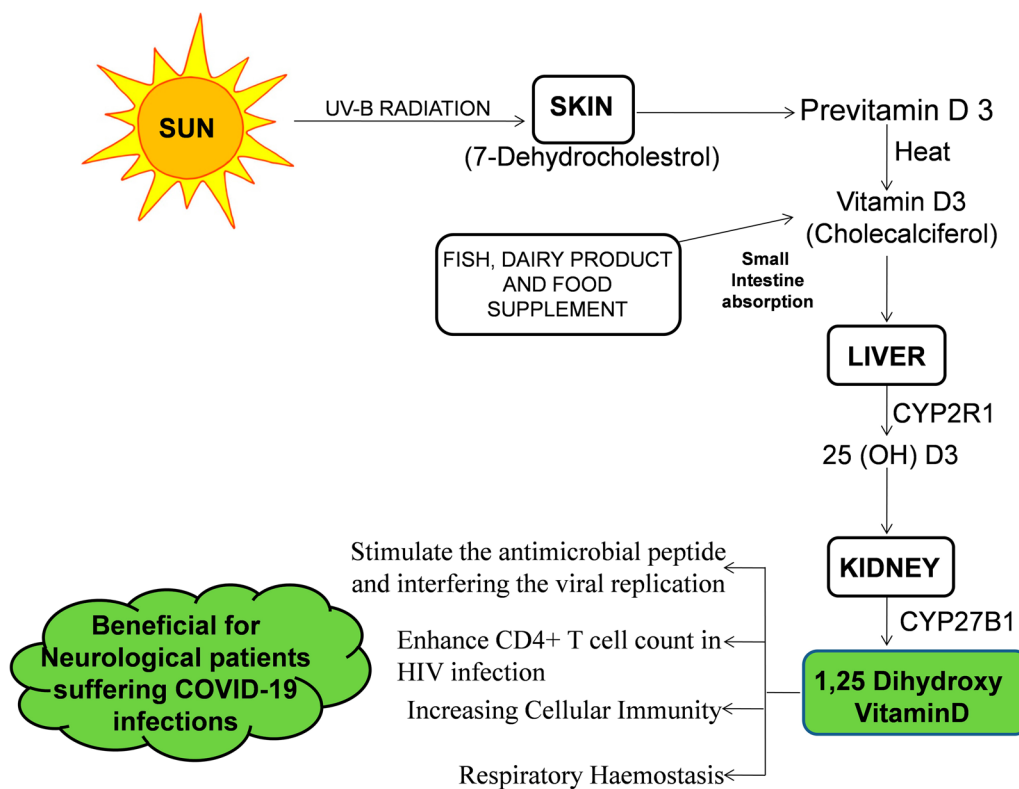 SUN
UV-B RADIATION
SKIN
(7-Dehydrocholestrol)
Previtamin D 3
Heat
Vitamin D3
(Cholecalciferol)
FISH, DAIRY PRODUCT
AND FOOD
SUPPLEMENT
Small
Intestine
absorption
LIVER
CYP2R1
25 (OH) D3
KIDNEY
CYP27B1
1,25 Dihydroxy
VitaminD
Stimulate the antimicrobial peptide
and interfering the viral replication
Enhance CD4+ T cell count in
HIV infection
Increasing Cellular Immunity
Respiratory Haemostasis
Beneficial for
Neurological patients
suffering COVID-19
infections